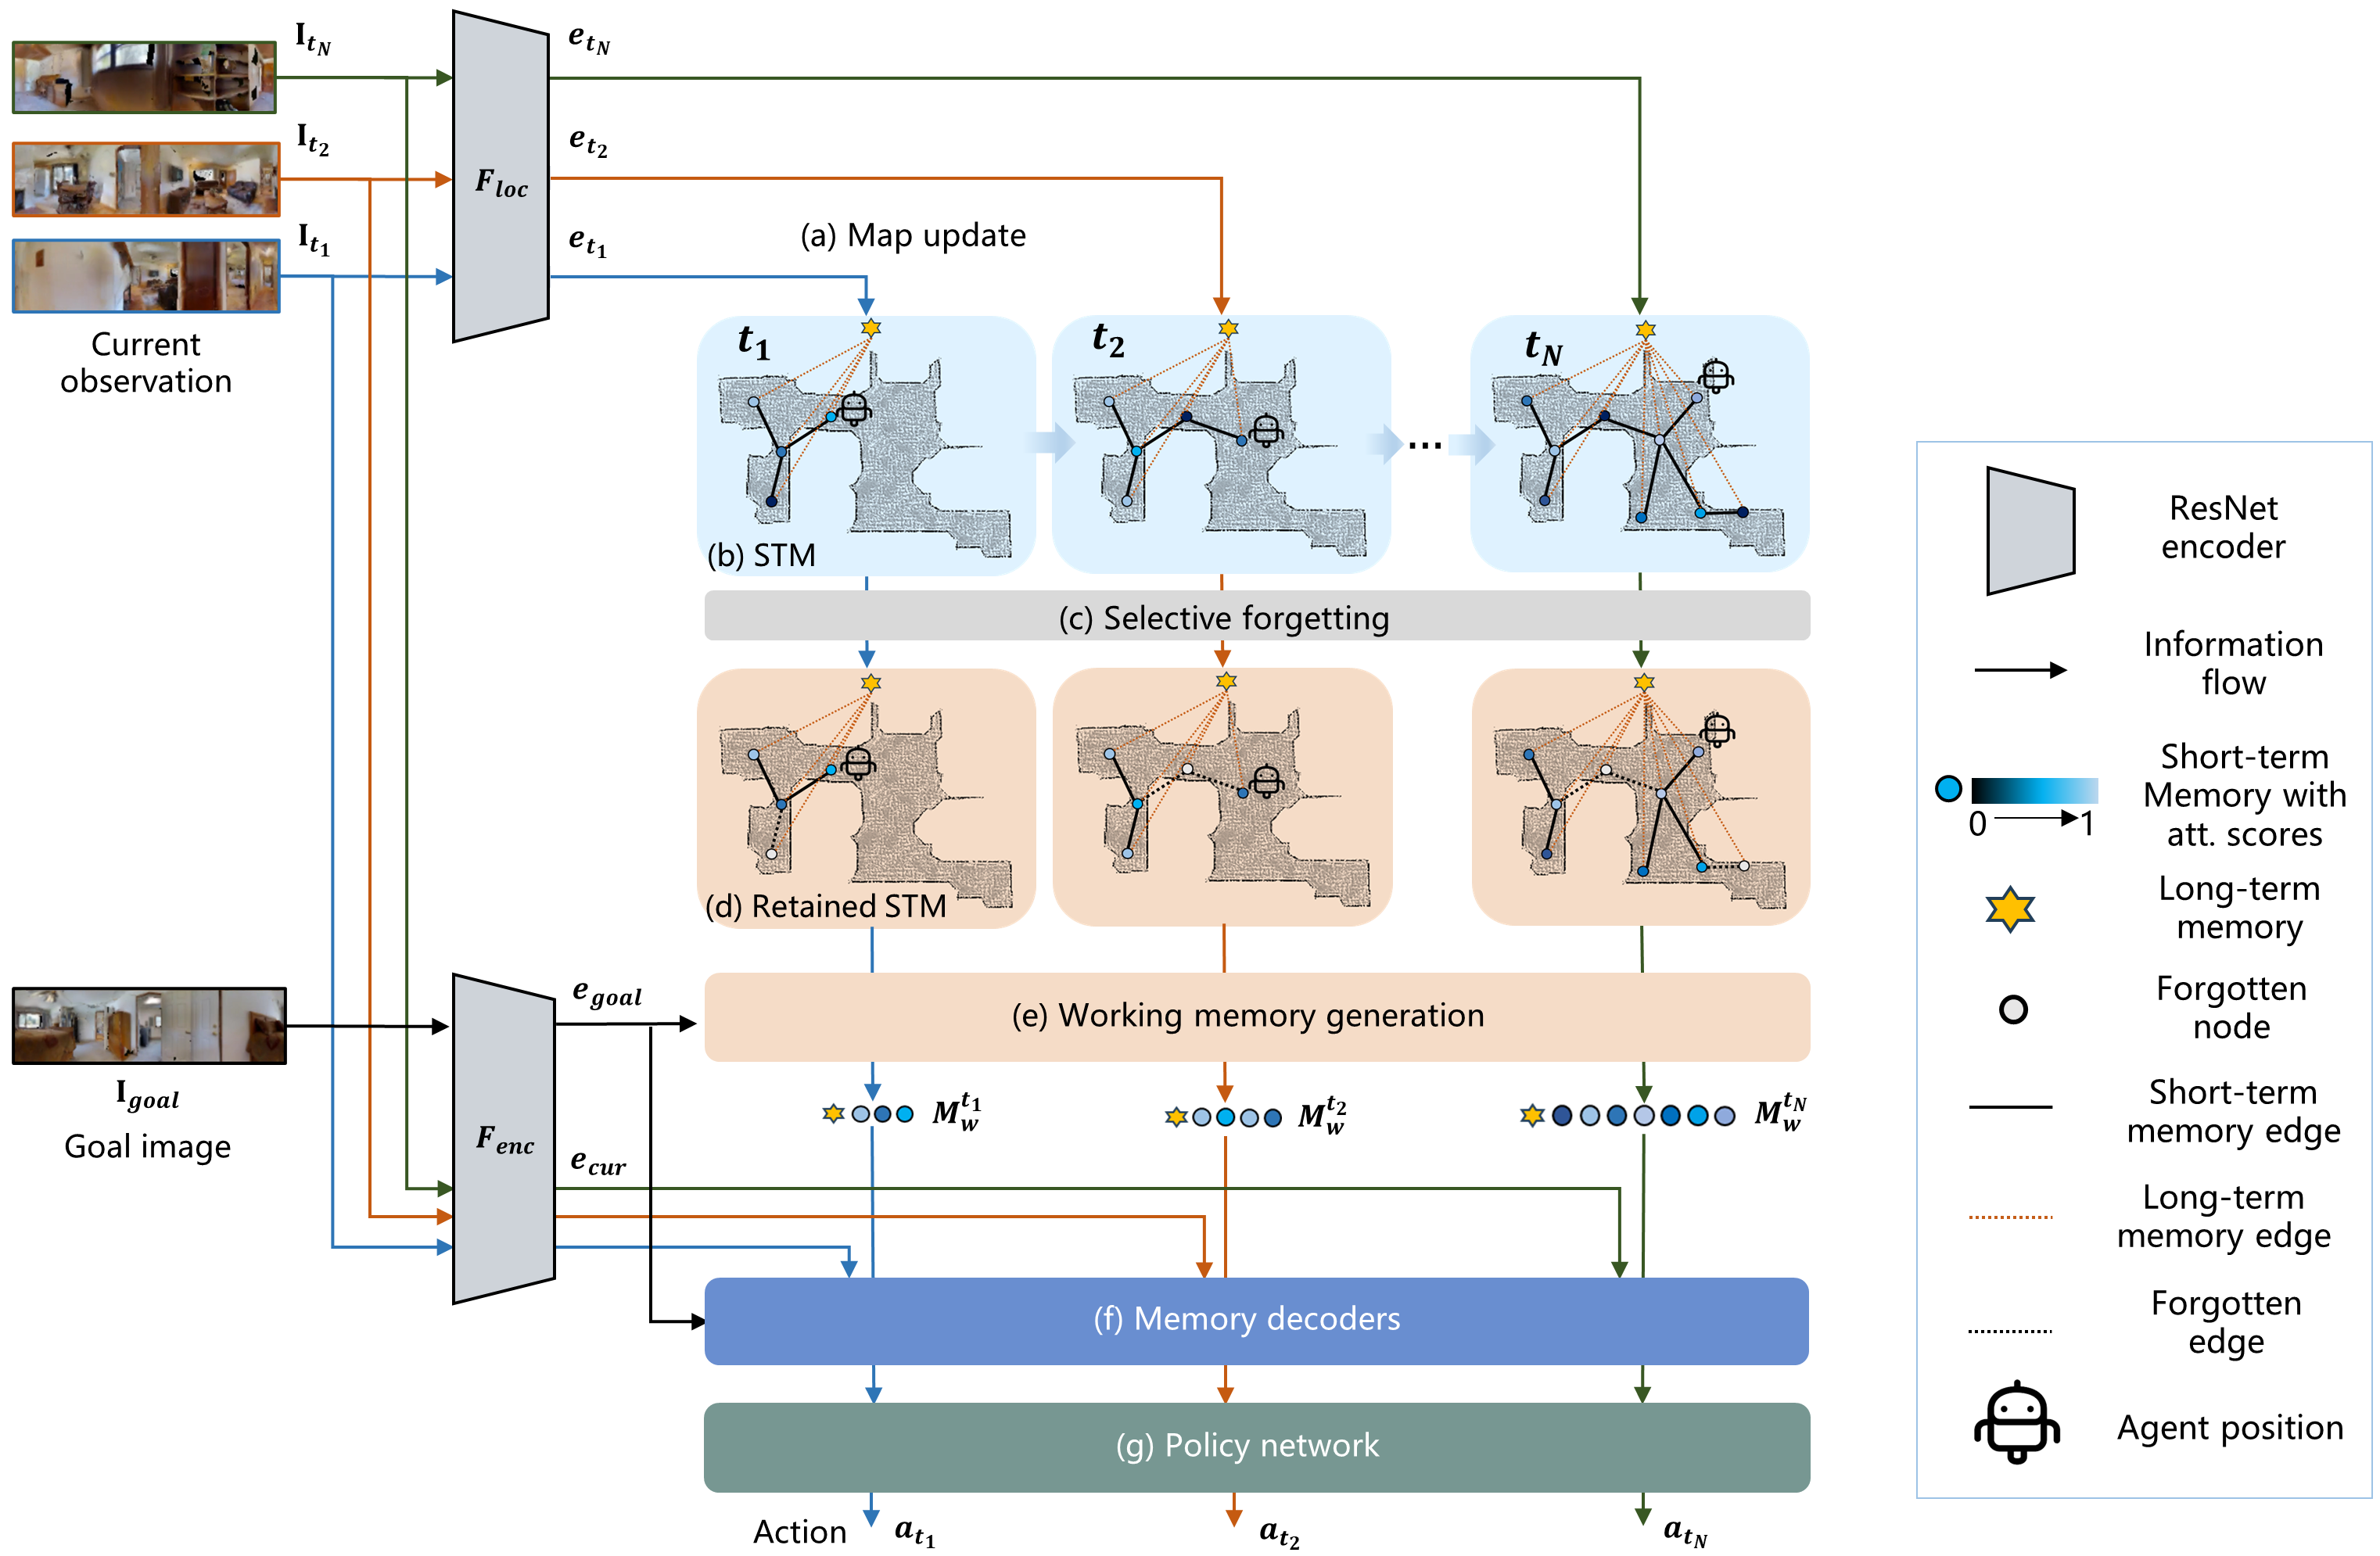 I_{t_N}
e_{t_N}
I_{t_2}
e_{t_2}
F_{loc}
I_{t_1}
e_{t_1}
(a) Map update
Current
observation
t_1
t_2
t_N
...
(b) STM
(c) Selective forgetting
(d) Retained STM
e_{goal}
(e) Working memory generation
I_{goal}
Goal image
F_{enc}
M_w^{t_1}
M_w^{t_2}
M_w^{t_N}
e_{cur}
(f) Memory decoders
(g) Policy network
Action
a_{t_1}
a_{t_2}
a_{t_N}
ResNet
encoder
Information
flow
Short-term
Memory with
att. scores
0
1
Long-term
memory
Forgotten
node
Short-term
memory edge
Long-term
memory edge
Forgotten
edge
Agent position